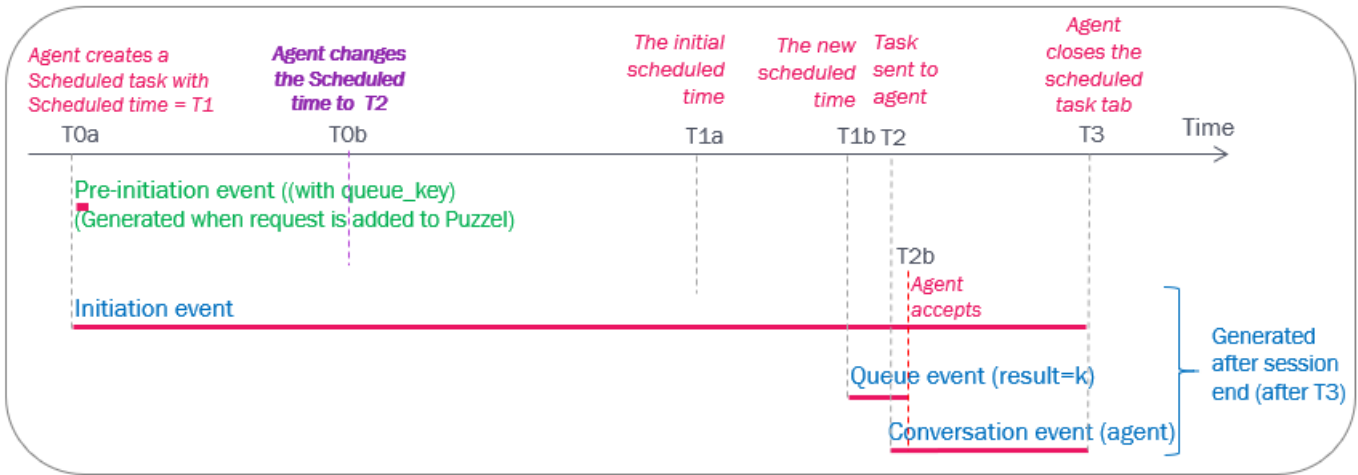 Agent creates a
Scheduled task with
Scheduled time = T1
Agent changes
the Scheduled
time to T2
The initial
scheduled
time
The new
scheduled
time
Task
sent to
agent
Agent
closes the
scheduled
task tab
T0a
T0b
T1a
T1b
T2
T3
Time
Pre-initiation event ((with queue_key)
(Generated when request is added to Puzzel)
T2b
Agent
accepts
Initiation event
Queue event (result=k)
Conversation event (agent)
Generated
after session
end (after T3)